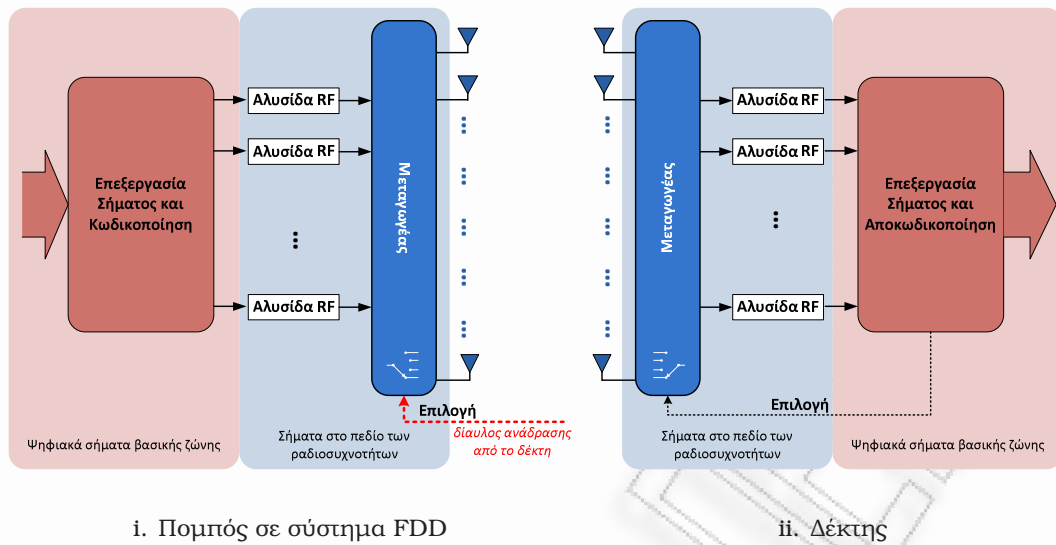 Επεξεργασία
Σήματος και
Κωδικοποίηση
Αλυσίδα RF
Αλυσίδα RF
...
Αλυσίδα RF
Μεταγωγέας
Επιλογή
δίαυλος ανάδρασης
από το δέκτη
Ψηφιακά σήματα βασικής ζώνης
Σήματα στο πεδίο των
ραδιοσυχνοτήτων
i. Πομπός σε σύστημα FDD
Μεταγωγέας
Αλυσίδα RF
Αλυσίδα RF
...
Αλυσίδα RF
Επεξεργασία
Σήματος και
Αποκωδικοποίηση
Επιλογή
Σήματα στο πεδίο των
ραδιοσυχνοτήτων
Ψηφιακά σήματα βασικής ζώνης
ii. Δέκτης